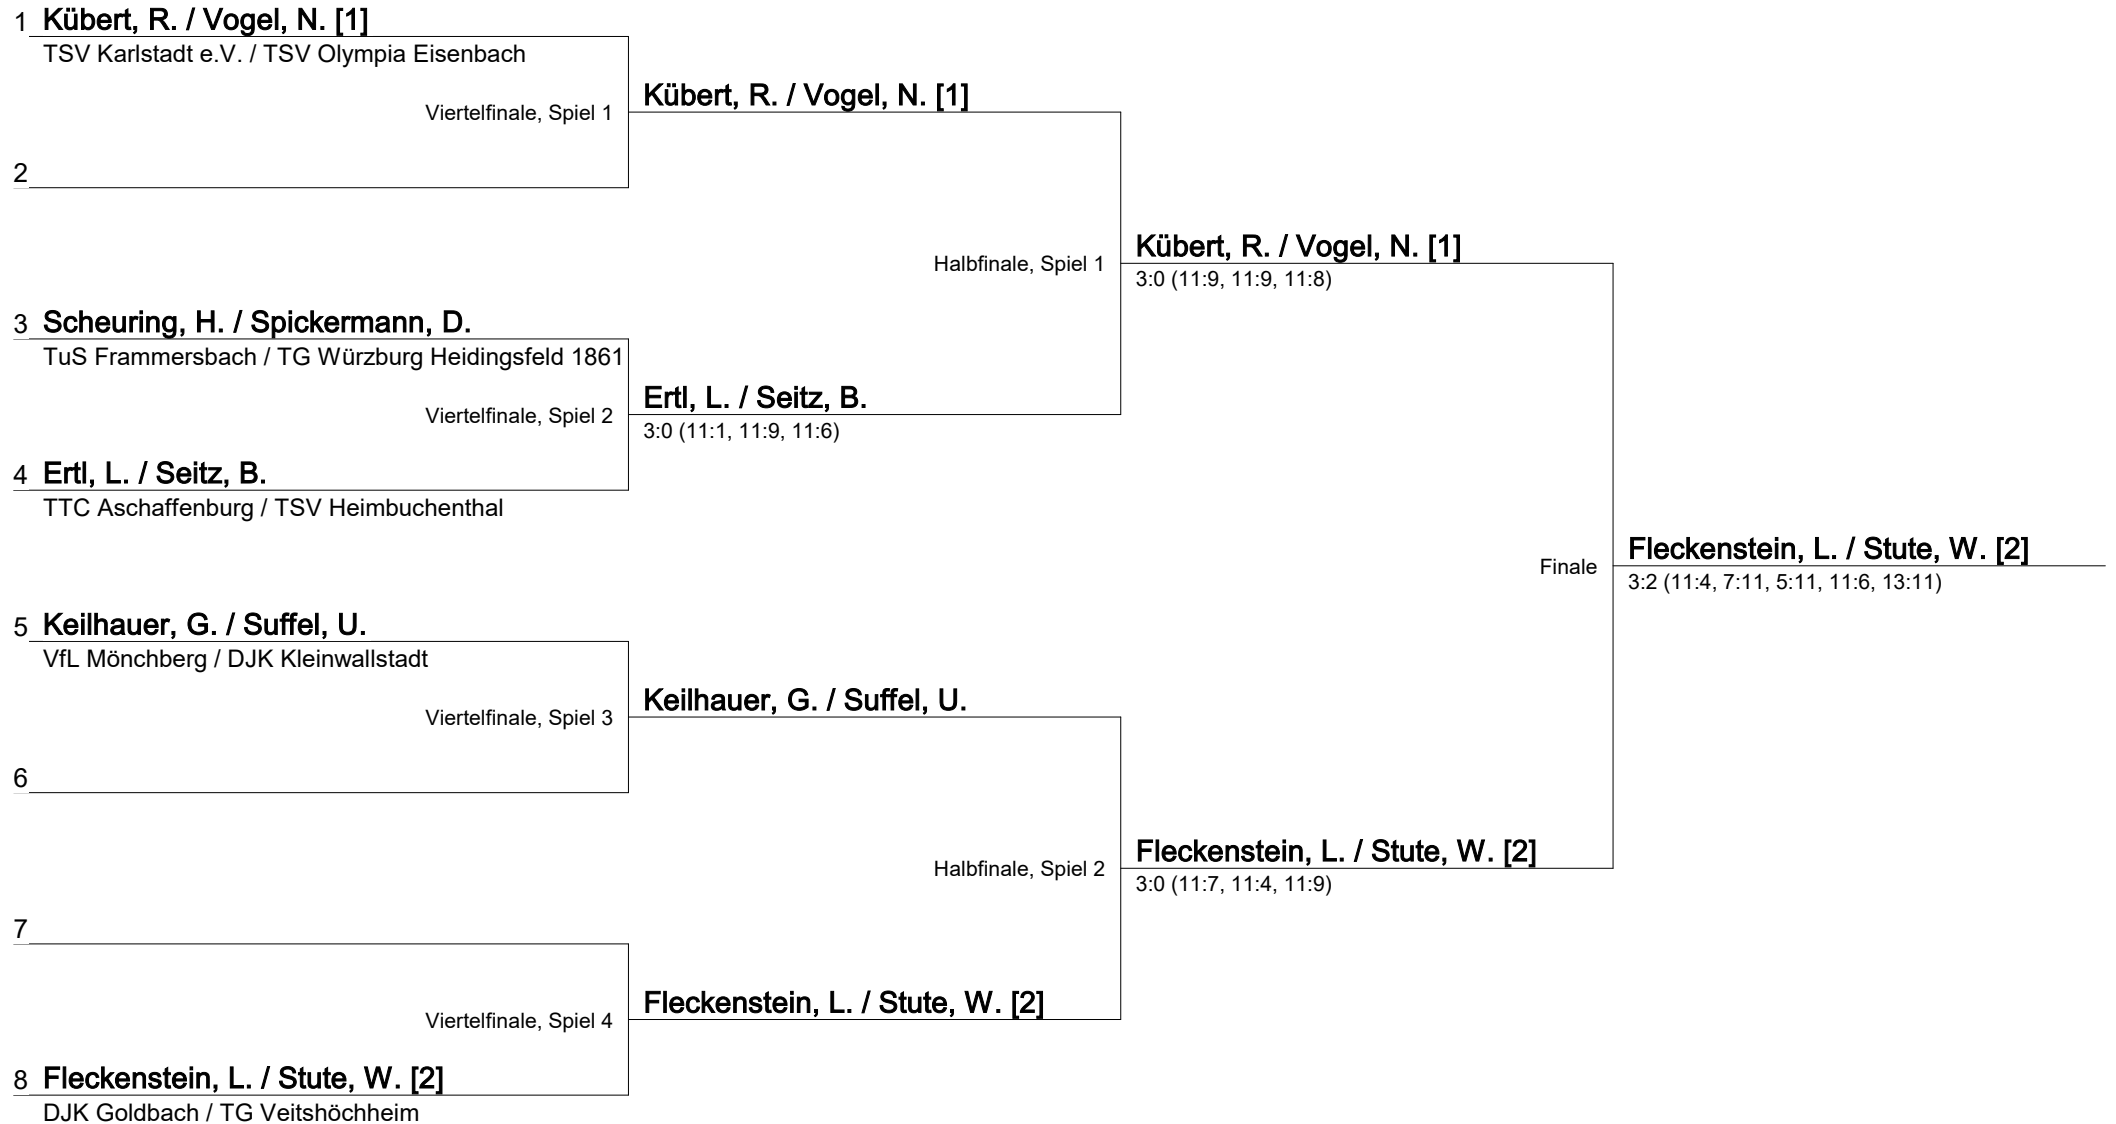 1 Kübert, R. / Vogel, N. [1]
TSV Karlstadt e.V. / TSV Olympia Eisenbach
Kübert, R. / Vogel, N. [1]
Viertelfinale, Spiel 1
2
Kübert, R. / Vogel, N. [1]
Halbfinale, Spiel 1
3:0 (11:9, 11:9, 11:8)
3 Scheuring, H. / Spickermann, D.
TuS Frammersbach / TG Würzburg Heidingsfeld 1861
Ertl, L. / Seitz, B.
Viertelfinale, Spiel 2
3:0 (11:1, 11:9, 11:6)
4 Ertl, L. / Seitz, B.
TTC Aschaffenburg / TSV Heimbuchenthal
Fleckenstein, L. / Stute, W. [2]
Finale
3:2 (11:4, 7:11, 5:11, 11:6, 13:11)
5 Keilhauer, G. / Suffel, U.
VfL Mönchberg / DJK Kleinwallstadt
Keilhauer, G. / Suffel, U.
Viertelfinale, Spiel 3
6
Fleckenstein, L. / Stute, W. [2]
Halbfinale, Spiel 2
3:0 (11:7, 11:4, 11:9)
7
Fleckenstein, L. / Stute, W. [2]
Viertelfinale, Spiel 4
8 Fleckenstein, L. / Stute, W. [2]
DJK Goldbach / TG Veitshöchheim